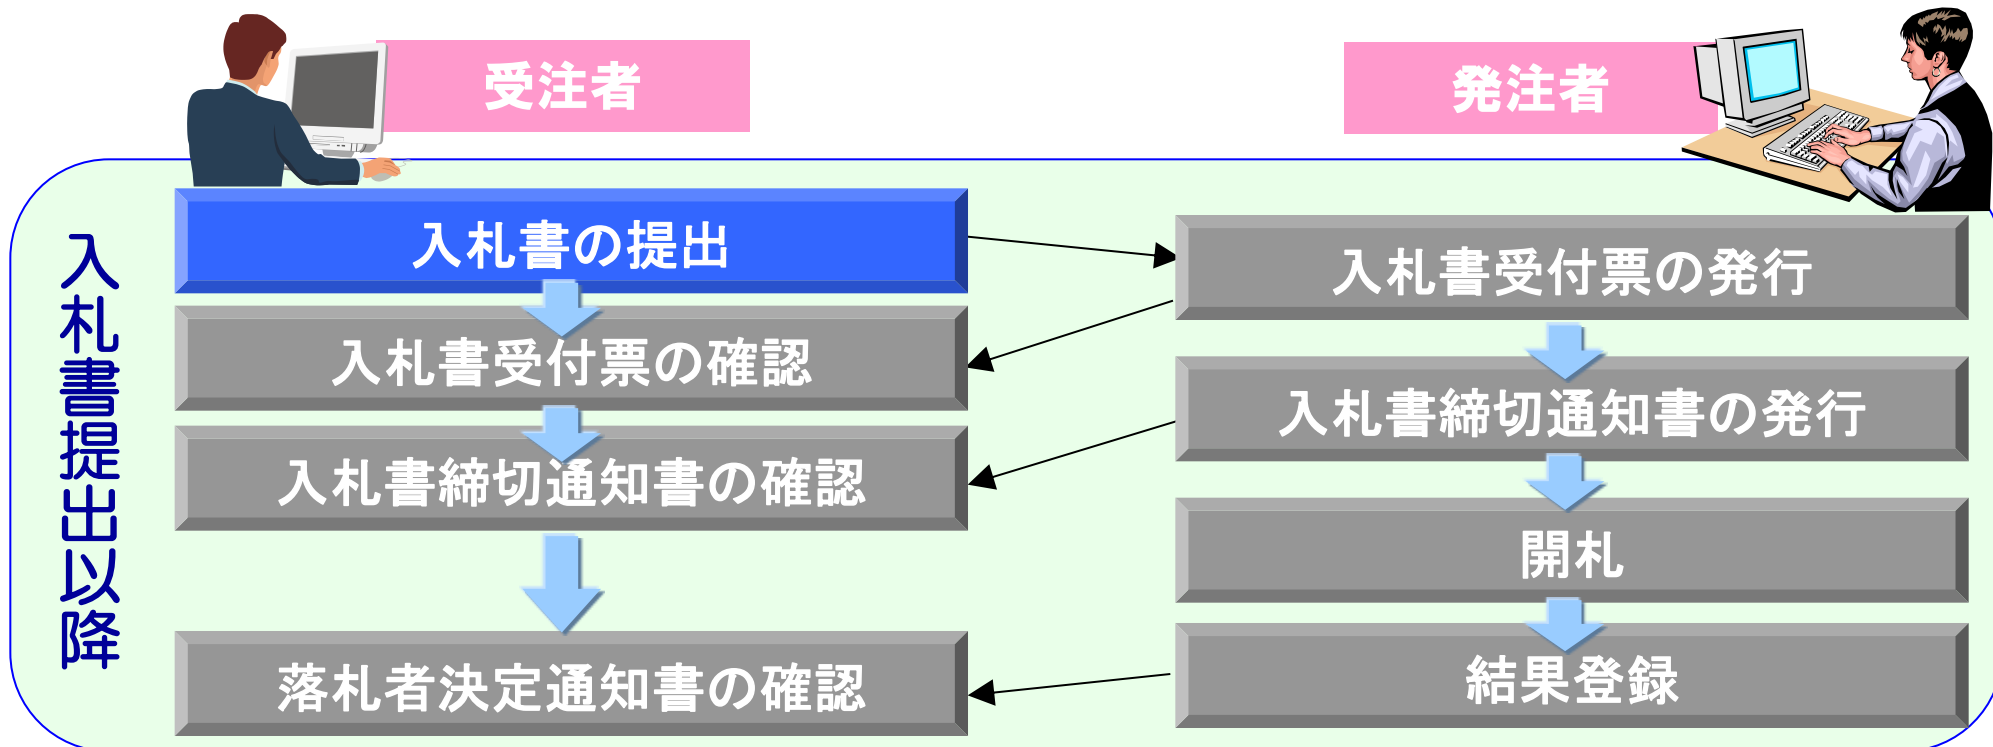 受注者
発注者
入札書提出以降
入札書の提出
入札書受付票の確認
入札書締切通知書の確認
落札者決定通知書の確認
入札書受付票の発行
入札書締切通知書の発行
開札
結果登録